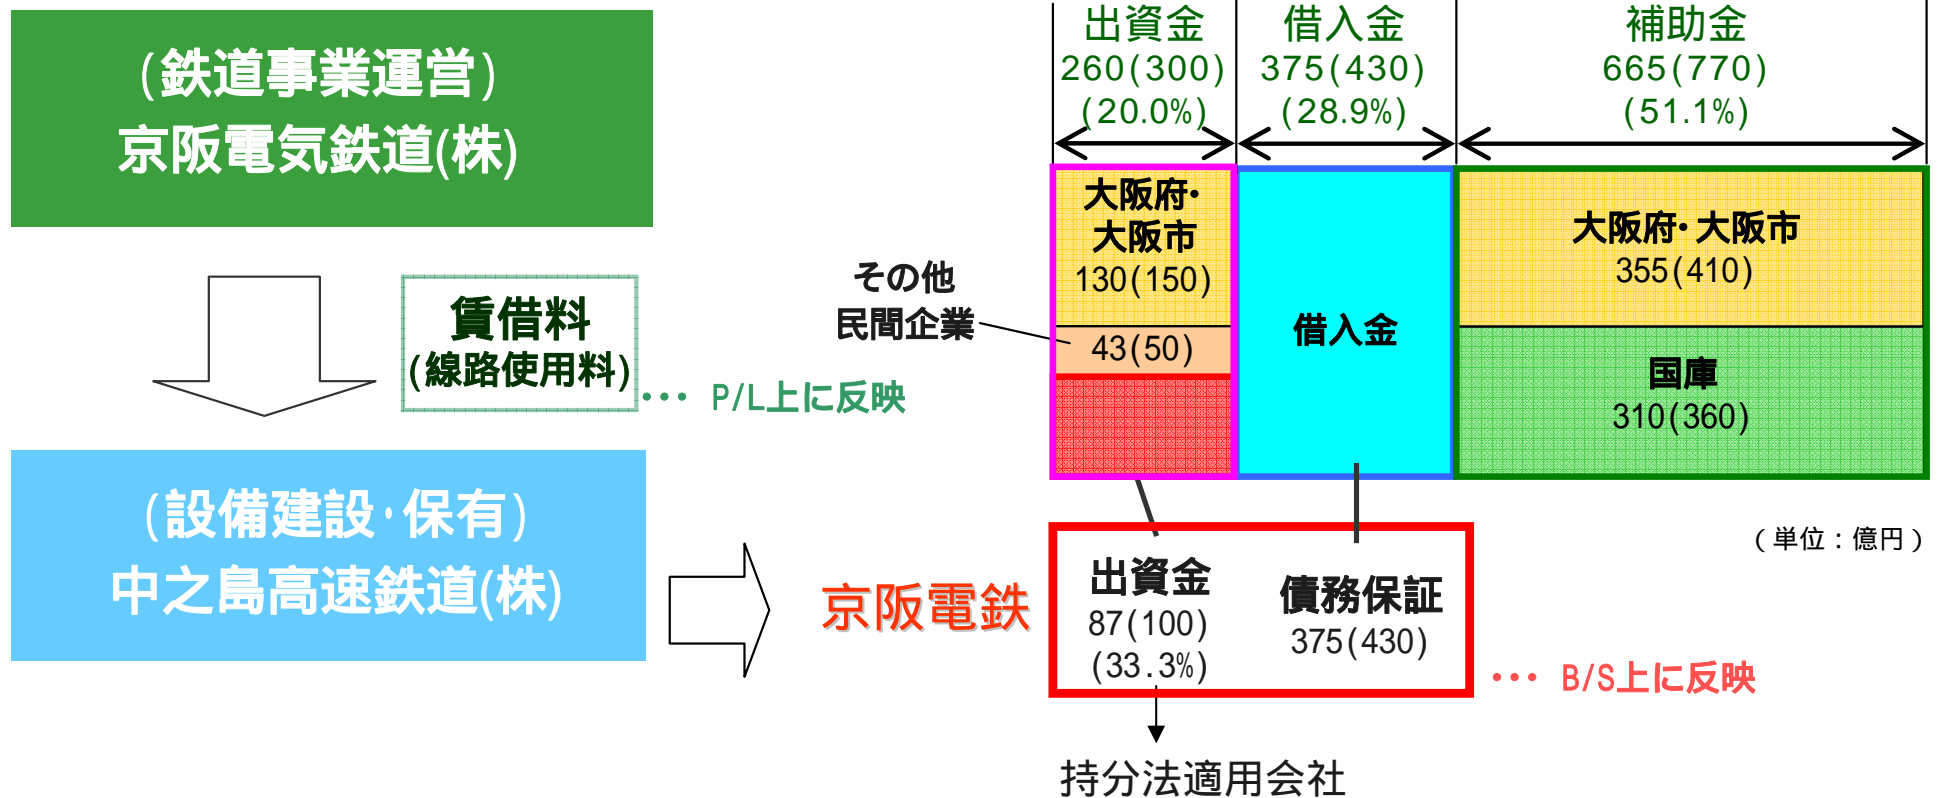 (鉄道事業運営)
京阪電気鉄道(株)
賃借料
(線路使用料)
・・・ P/L上に反映
(設備建設・保有)
中之島高速鉄道(株)
出資金
260(300)
(20.0%)
借入金
375(430)
(28.9%)
補助金
665(770)
(51.1%)
大阪府・
大阪市
130(150)
その他
民間企業
43(50)
借入金
大阪府・大阪市
355(410)
国庫
310(360)
(単位:億円)
京阪電鉄
出資金
87(100)
(33.3%)
債務保証
375(430)
・・・ B/S上に反映
持分法適用会社